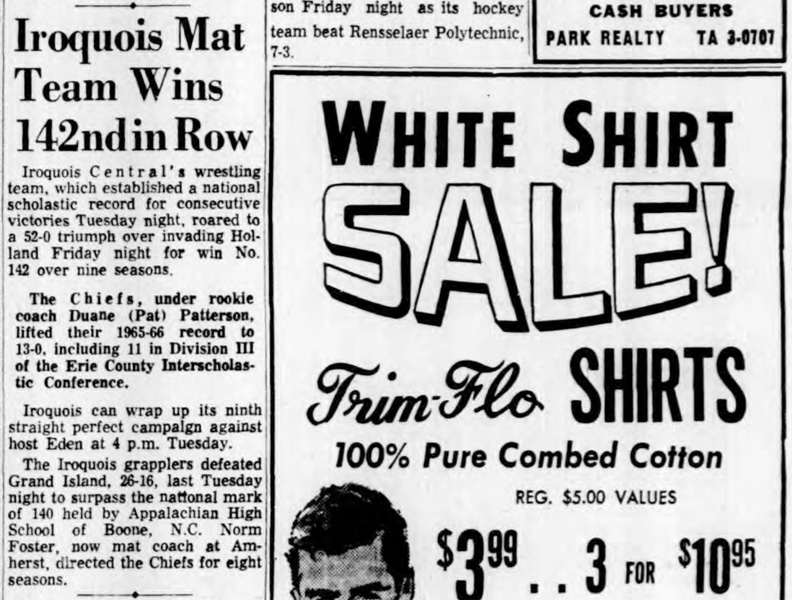 Iroquois Mat
Team Wins
142nd in Row
Iroquois Central's wrestling
team, which established a national
scholastic record for consecutive
victories Tuesday night, roared to
a 52-0 triumph over invading Hol-
land Friday night for win No.
142 over nine seasons.
The Chiefs, under rookie
coach Duane (Pat) Patterson,
lifted their 1965-66 record to
13-0, including 11 in Division III
of the Erie County Interscholas-
tic Conference.
Iroquois can wrap up its ninth
straight perfect campaign against
host Eden at 4 p.m. Tuesday.
The Iroquois grapplers defeated
Grand Island, 26-16, last Tuesday
night to surpass the national mark
of 140 held by Appalachian High
School of Boone, N.C. Norm
Foster, now mat coach at Am-
herst, directed the Chiefs for eight
seasons.
son Friday night as its hockey
team beat Rensselaer Polytechnic,
7-3.
CASH BUYERS
PARK REALTY TA 3-0707
WHITE SHIRT
SALE!
Trim-Flo SHIRTS
100% Pure Combed Cotton
REG. $5.00 VALUES
$3.99 . . 3 FOR $10.95